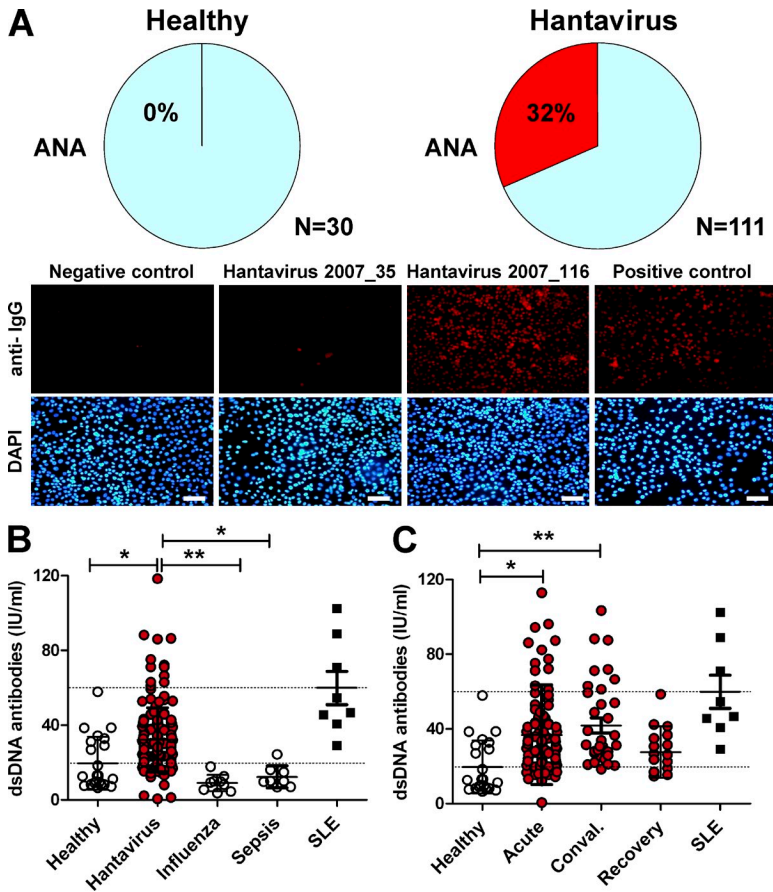 A
Healthy
Hantavirus
0%
32%
ANA
ANA
N=30
N=111
Negative control
Hantavirus 2007_35
Hantavirus 2007_116
Positive control
anti- IgG
DAPI
B
C
*
*
**
**
*
dsDNA antibodies (IU/ml)
120
80
40
0
Healthy
Hantavirus
Influenza
Sepsis
SLE
dsDNA antibodies (IU/ml)
120
80
40
0
Healthy
Acute
Conval.
Recovery
SLE